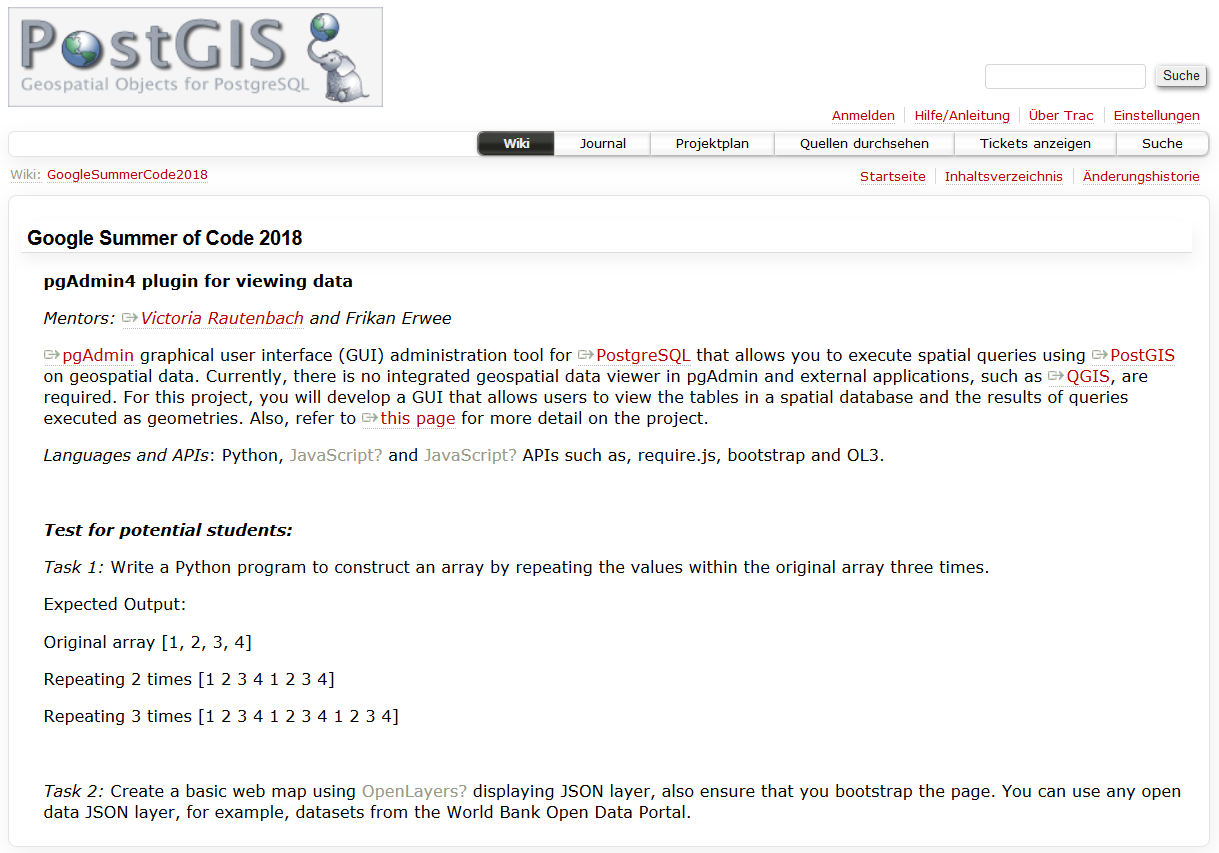 PostGIS
Geospatial Objects for PostgreSQL
Suche
Anmelden Hilfe/Anleitung Über Trac Einstellungen
Wiki Journal Projektplan Quellen durchsehen Tickets anzeigen Suche
Wiki: GoogleSummerCode2018
Startseite Inhaltsverzeichnis Änderungshistorie
Google Summer of Code 2018
pgAdmin4 plugin for viewing data
Mentors: Victoria Rautenbach and Frikan Erwee
pgAdmin graphical user interface (GUI) administration tool for PostgreSQL that allows you to execute spatial queries using PostGIS
on geospatial data. Currently, there is no integrated geospatial data viewer in pgAdmin and external applications, such as QGIS, are
required. For this project, you will develop a GUI that allows users to view the tables in a spatial database and the results of queries
executed as geometries. Also, refer to this page for more detail on the project.
Languages and APIs: Python, JavaScript? and JavaScript? APIs such as, require.js, bootstrap and OL3.
Test for potential students:
Task 1: Write a Python program to construct an array by repeating the values within the original array three times.
Expected Output:
Original array [1, 2, 3, 4]
Repeating 2 times [1 2 3 4 1 2 3 4]
Repeating 3 times [1 2 3 4 1 2 3 4 1 2 3 4]
Task 2: Create a basic web map using OpenLayers? displaying JSON layer, also ensure that you bootstrap the page. You can use any open
data JSON layer, for example, datasets from the World Bank Open Data Portal.